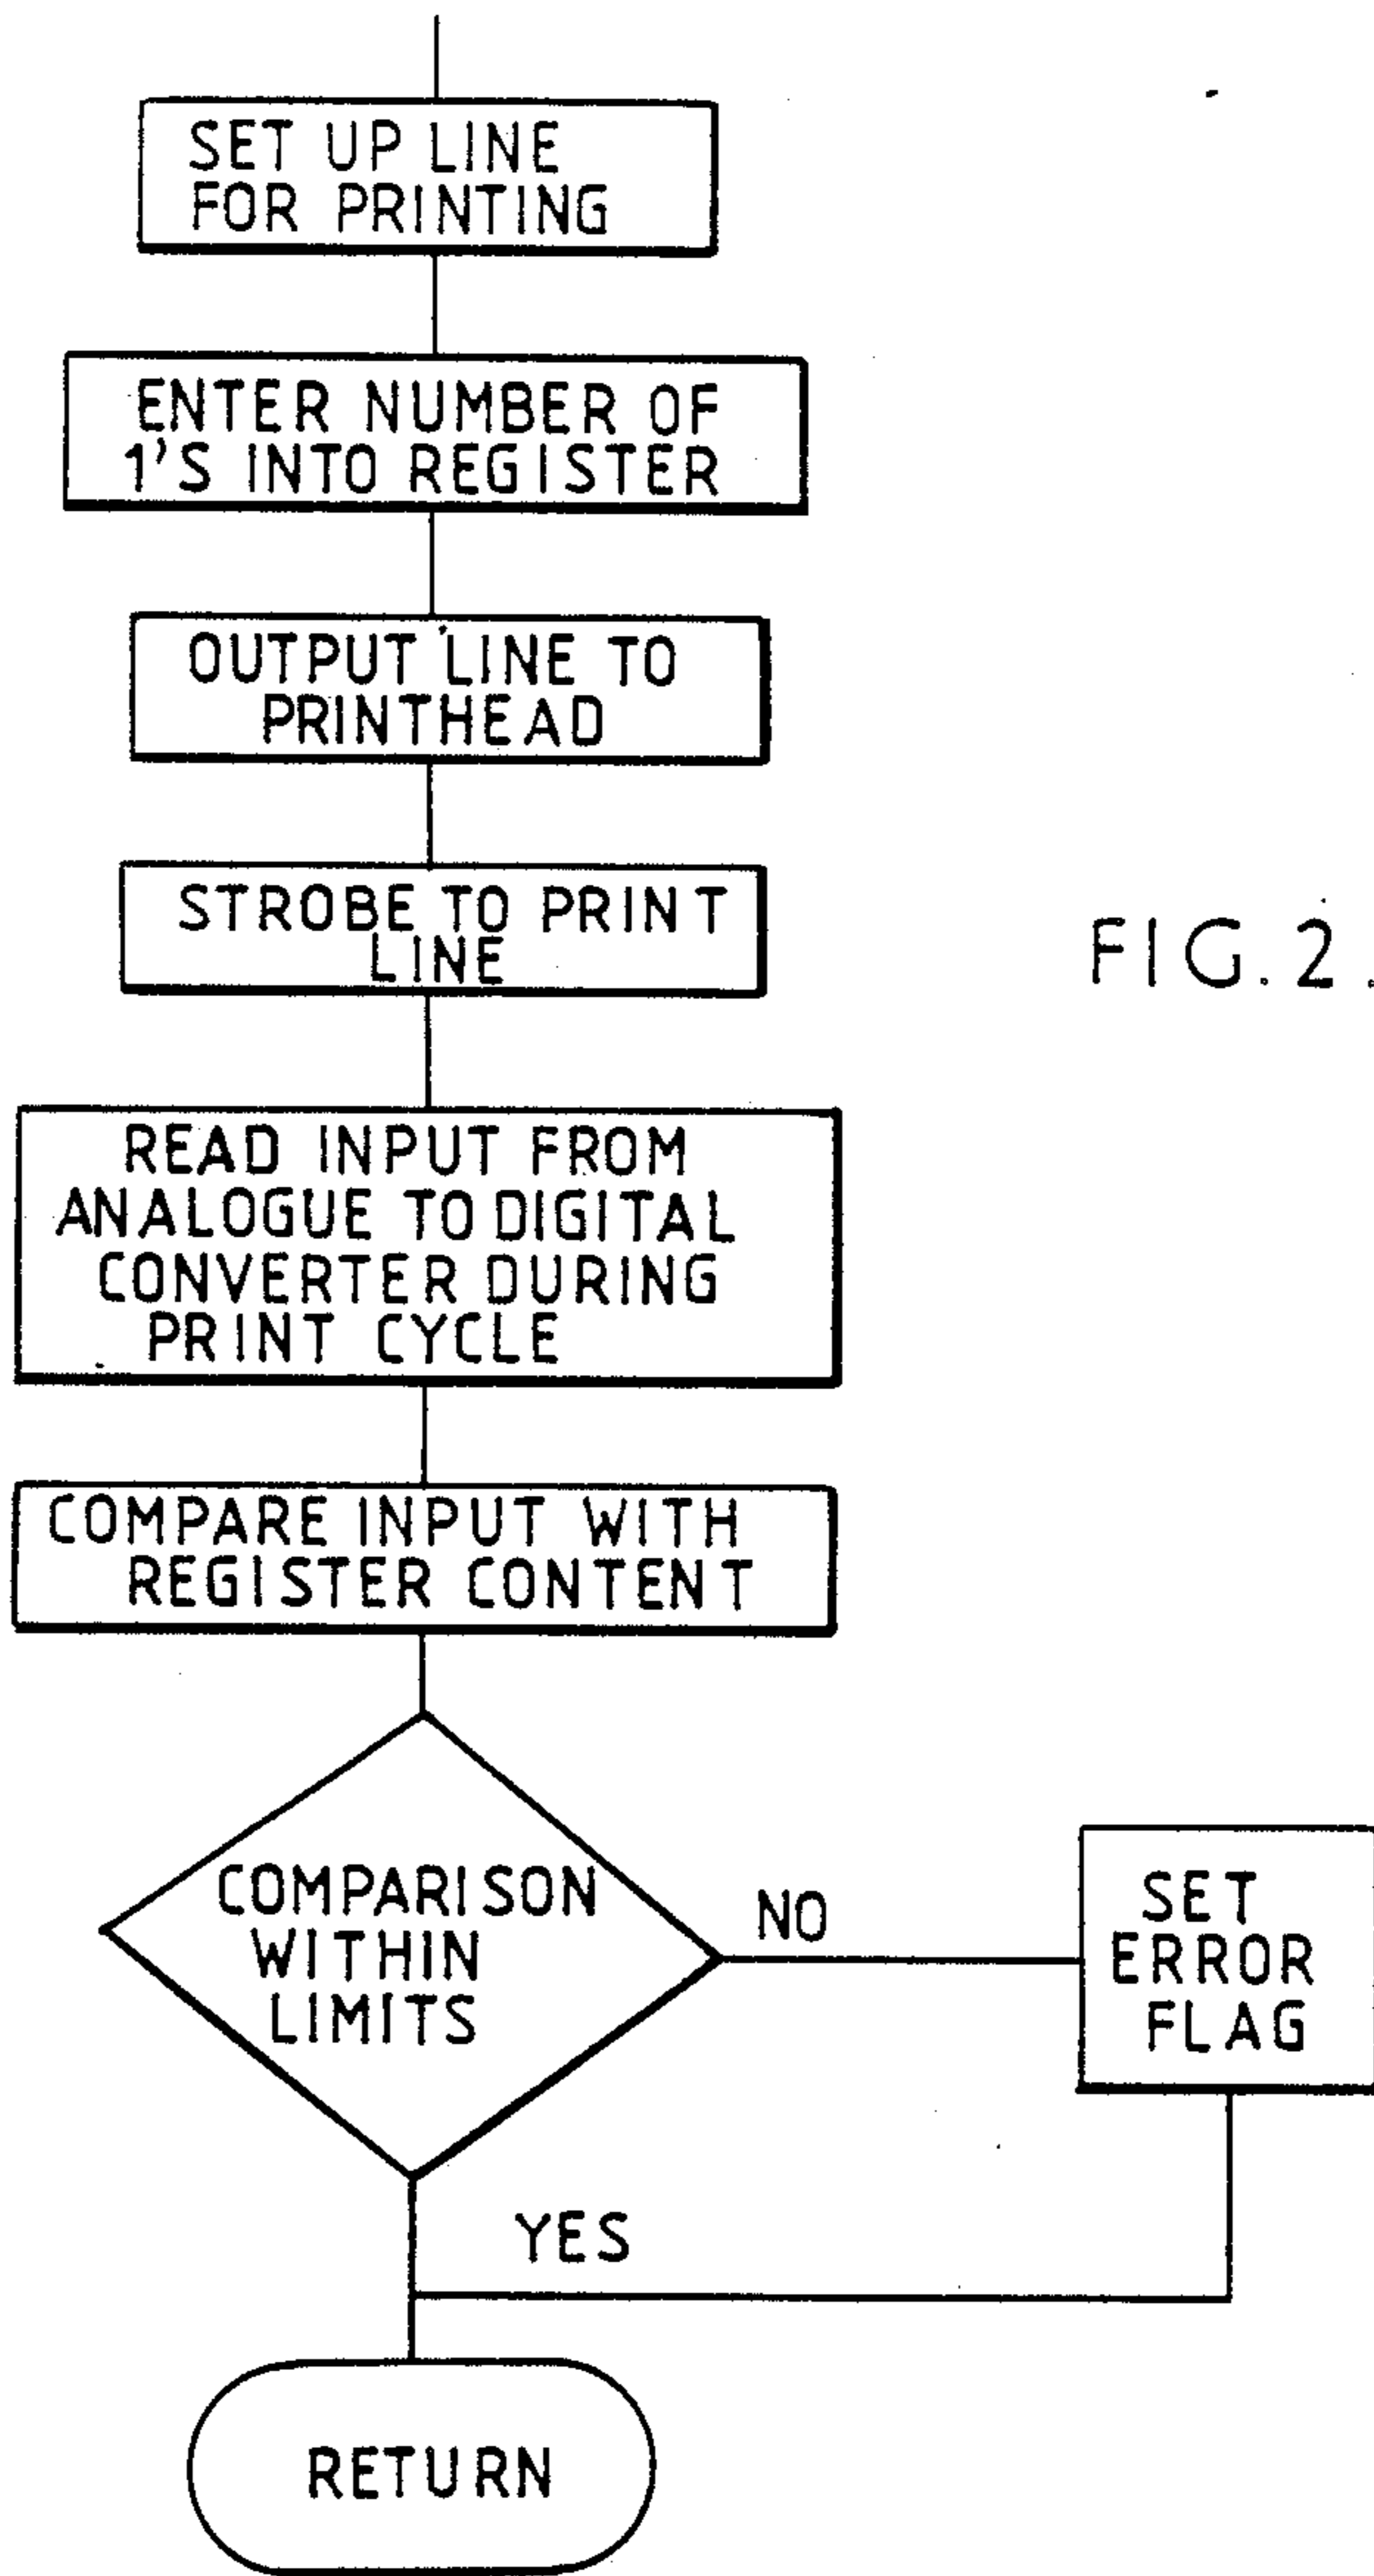 SET UP LINE
FOR PRINTING
ENTER NUMBER OF
1'S INTO REGISTER
OUTPUT LINE TO
PRINTHEAD
STROBE TO PRINT
LINE
FIG. 2.
READ INPUT FROM
ANALOGUE TO DIGITAL
CONVERTER DURING
PRINT CYCLE
COMPARE INPUT WITH
REGISTER CONTENT
COMPARISON
WITHIN
LIMITS
NO
SET
ERROR
FLAG
YES
RETURN